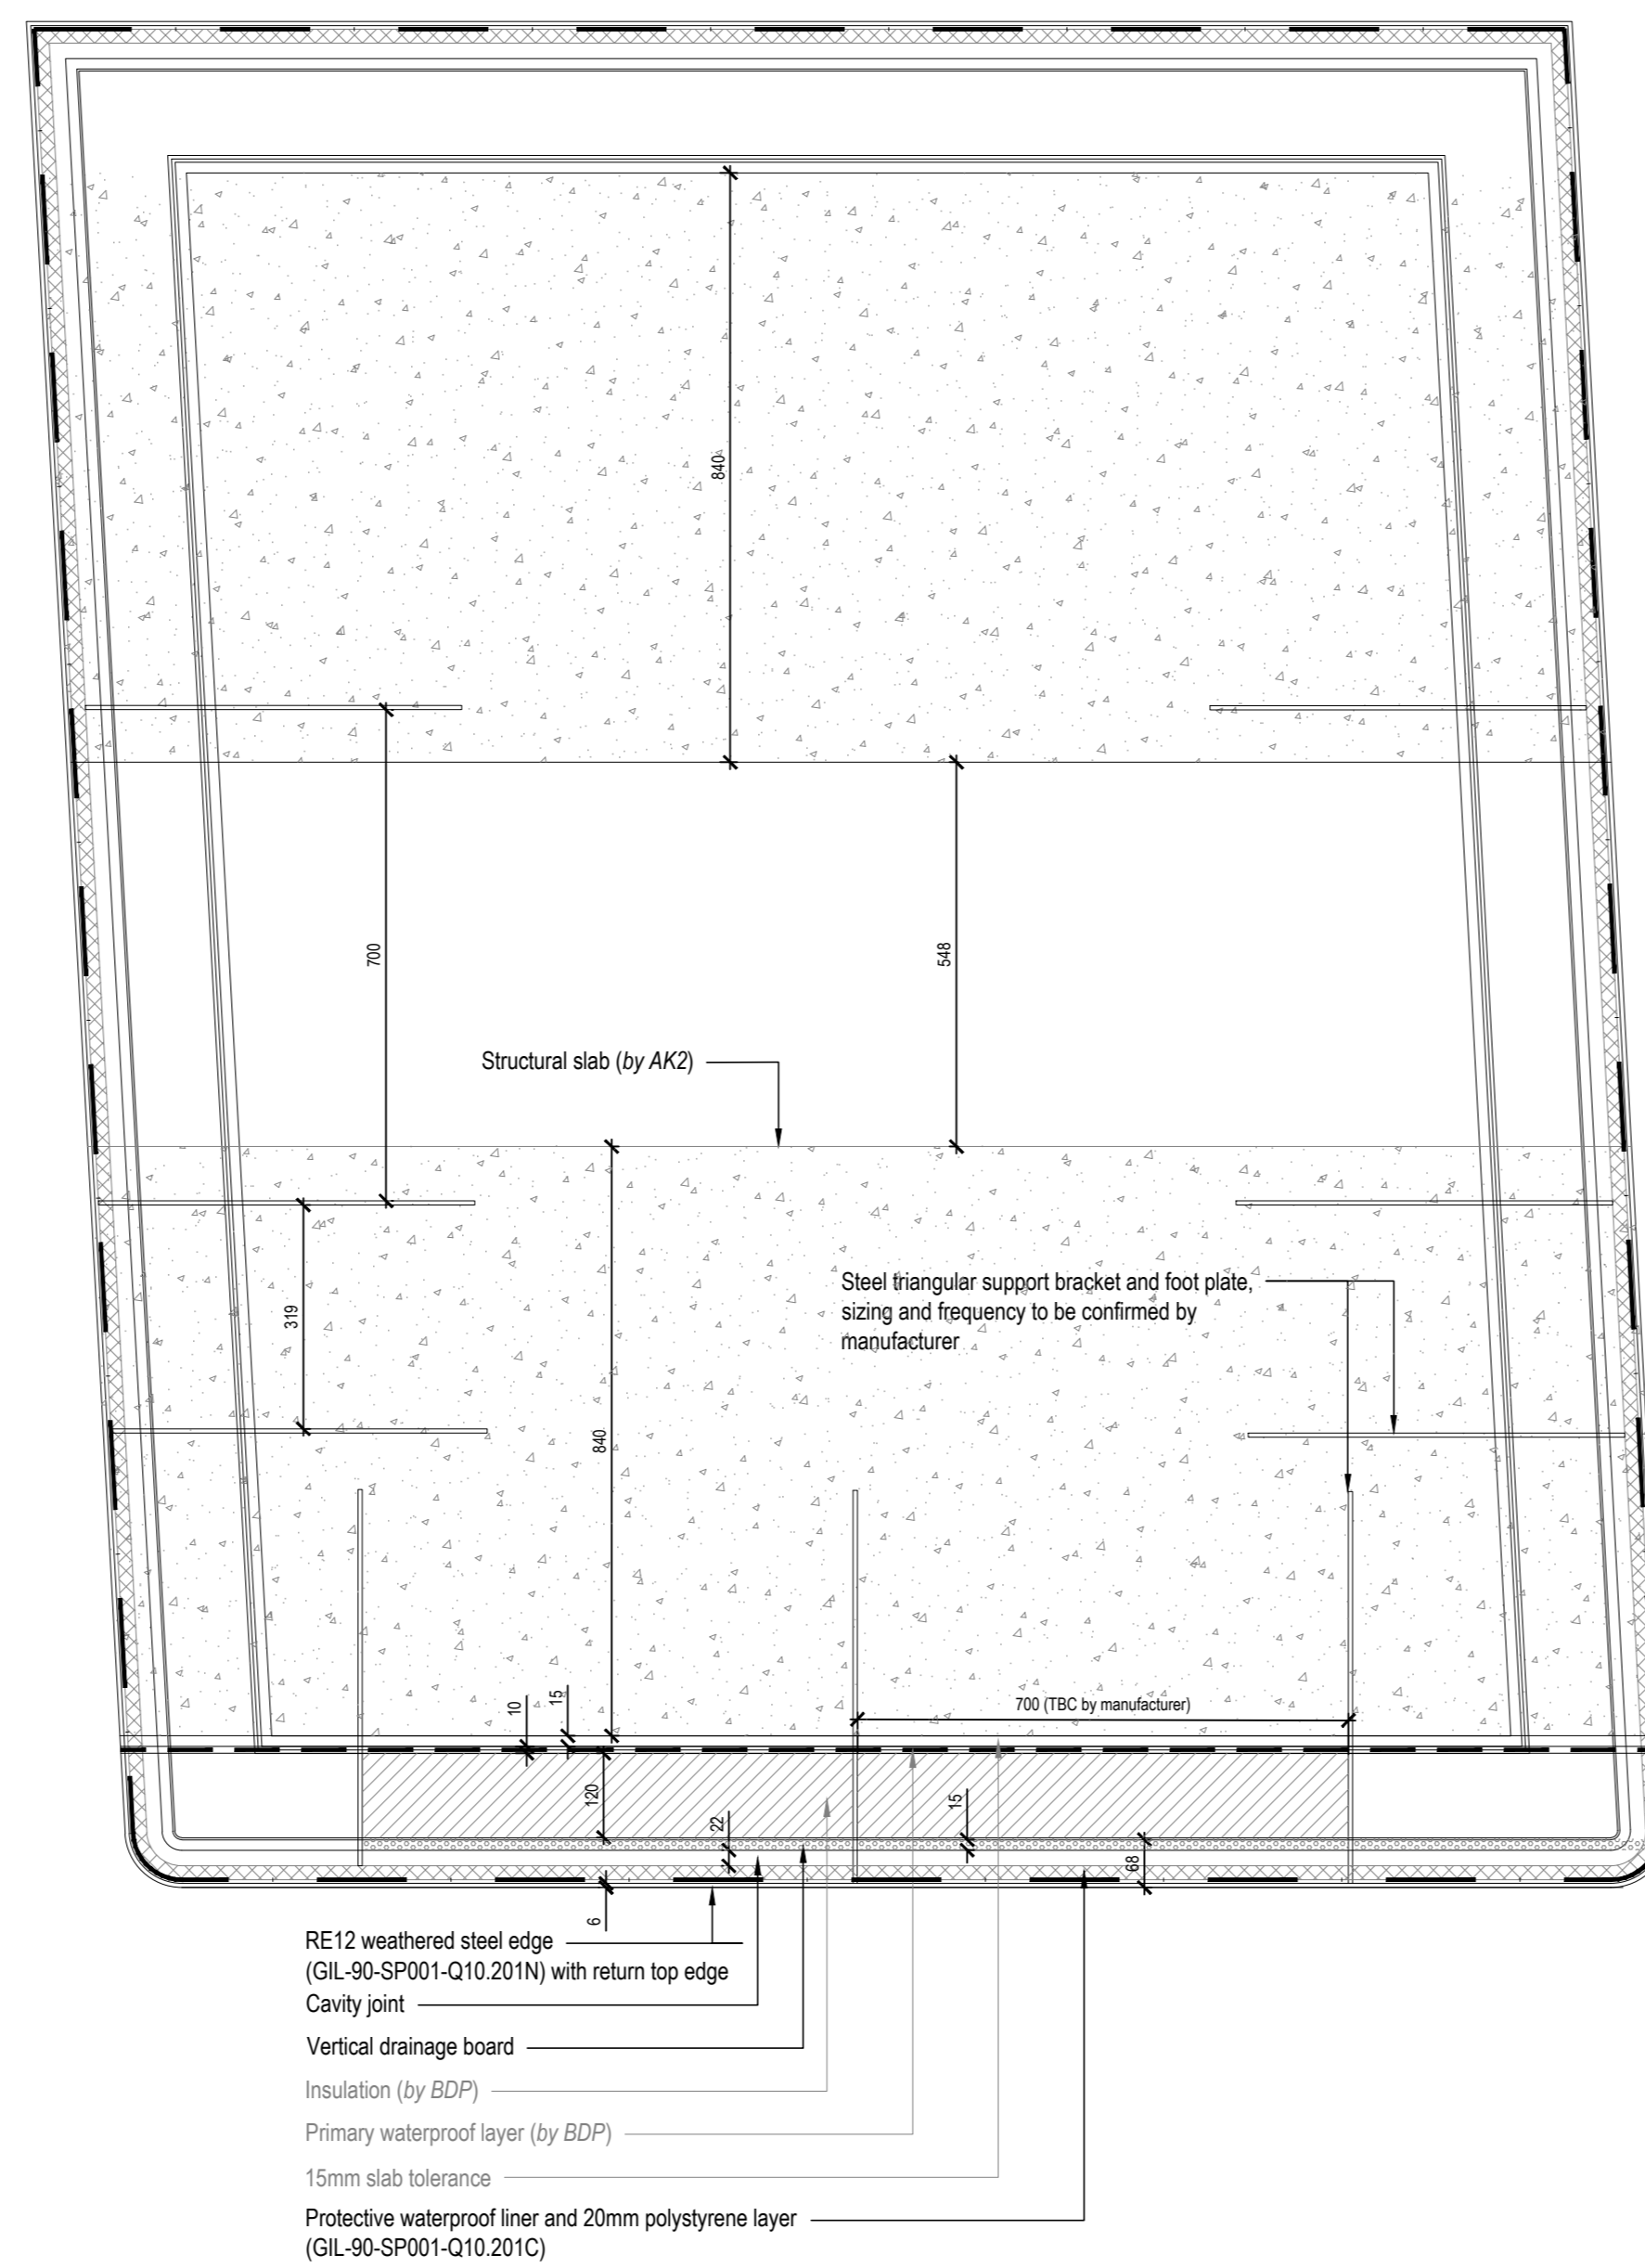 840
700
548
Structural slab (by AK2)
319
Steel triangular support bracket and foot plate,
sizing and frequency to be confirmed by
manufacturer
840
10
15
700 (TBC by manufacturer)
120
22
15
68
6
RE12 weathered steel edge
(GIL-90-SP001-Q10.201N) with return top edge
Cavity joint
Vertical drainage board
Insulation (by BDP)
Primary waterproof layer (by BDP)
15mm slab tolerance
Protective waterproof liner and 20mm polystyrene layer
(GIL-90-SP001-Q10.201C)